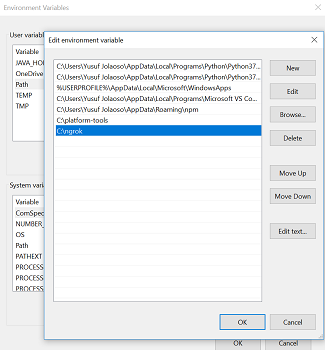 Environment Variables
User variab
Variable
JAVA_HO
OneDrive
Path
TEMP
TMP
System varia
Variable
ComSpec
NUMBER_
OS
Path
PATHEXT
PROCESS
PROCESS
PROCESS
Edit environment variable
C:\Users\Yusuf Jolaoso\AppData\Local\Programs\Python\Python37...
C:\Users\Yusuf Jolaoso\AppData\Local\Programs\Python\Python37...
%USERPROFILE%\AppData\Local\Microsoft\WindowsApps
C:\Users\Yusuf Jolaoso\AppData\Local\Programs\Microsoft VS Co...
C:\Users\Yusuf Jolaoso\AppData\Roaming\npm
C:\platform-tools
C:\ngrok
New
Edit
Browse...
Delete
Move Up
Move Down
Edit text...
OK
Cancel
OK
Cancel